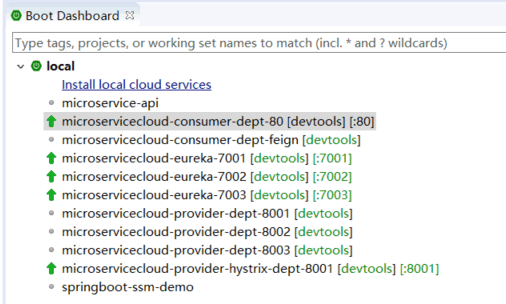 Boot Dashboard
Type tags, projects, or working set names to match (incl. * and ? wildcards)
local
Install local cloud services
microservice-api
microservicecloud-consumer-dept-80 [devtools] [:80]
microservicecloud-consumer-dept-feign [devtools]
microservicecloud-eureka-7001 [devtools] [:7001]
microservicecloud-eureka-7002 [devtools] [:7002]
microservicecloud-eureka-7003 [devtools] [:7003]
microservicecloud-provider-dept-8001 [devtools]
microservicecloud-provider-dept-8002 [devtools]
microservicecloud-provider-dept-8003 [devtools]
microservicecloud-provider-hystrix-dept-8001 [devtools] [:8001]
springboot-ssm-demo